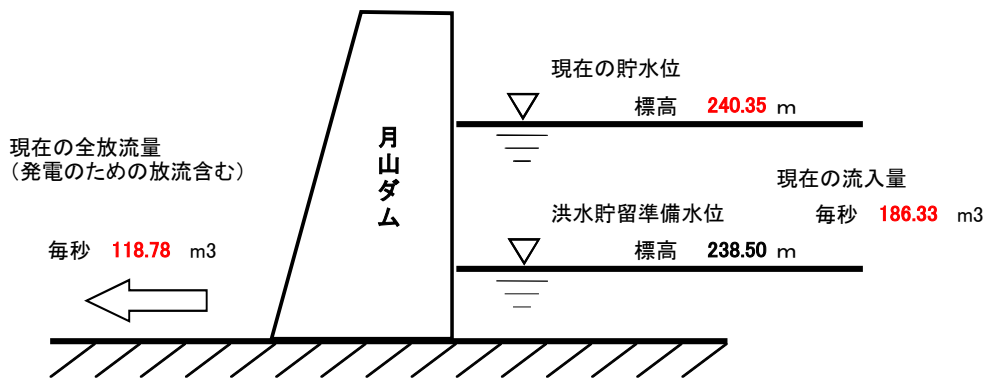 現在の貯水位
標高 240.35 m
月山ダム
現在の全放流量
(発電のための放流含む)
現在の流入量
毎秒 186.33 m3
洪水貯留準備水位
標高 238.50 m
毎秒 118.78 m3